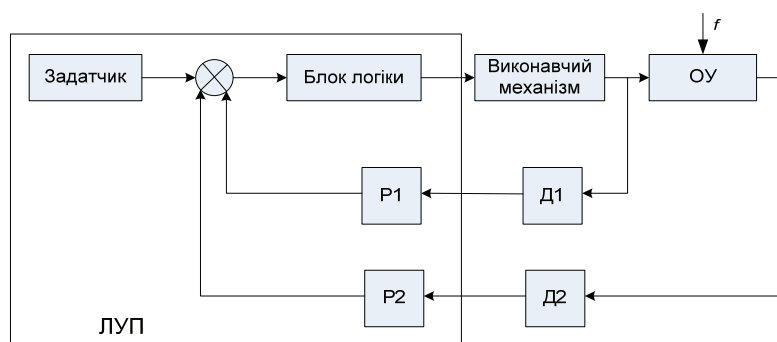 f
Задатчик
Блок логіки
Виконавчий
механізм
ОУ
Р1
Д1
Р2
Д2
ЛУП